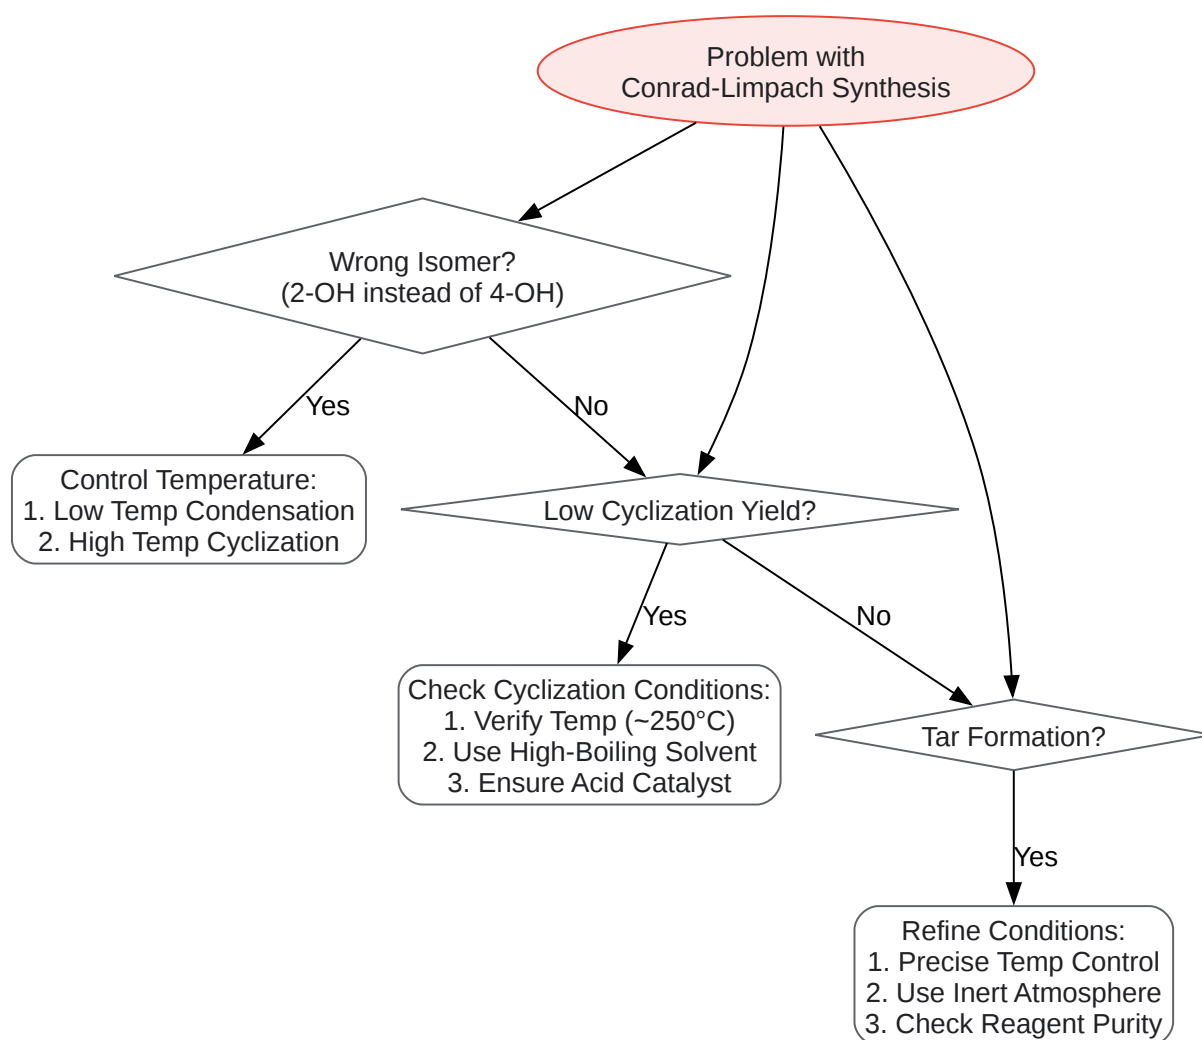 Problem with
Conrad-Limpach Synthesis
Wrong Isomer?
(2-OH instead of 4-OH)
Yes
No
Control Temperature:
1. Low Temp Condensation
2. High Temp Cyclization
Low Cyclization Yield?
Yes
No
Check Cyclization Conditions:
1. Verify Temp (~250°C)
2. Use High-Boiling Solvent
3. Ensure Acid Catalyst
Tar Formation?
Yes
Refine Conditions:
1. Precise Temp Control
2. Use Inert Atmosphere
3. Check Reagent Purity